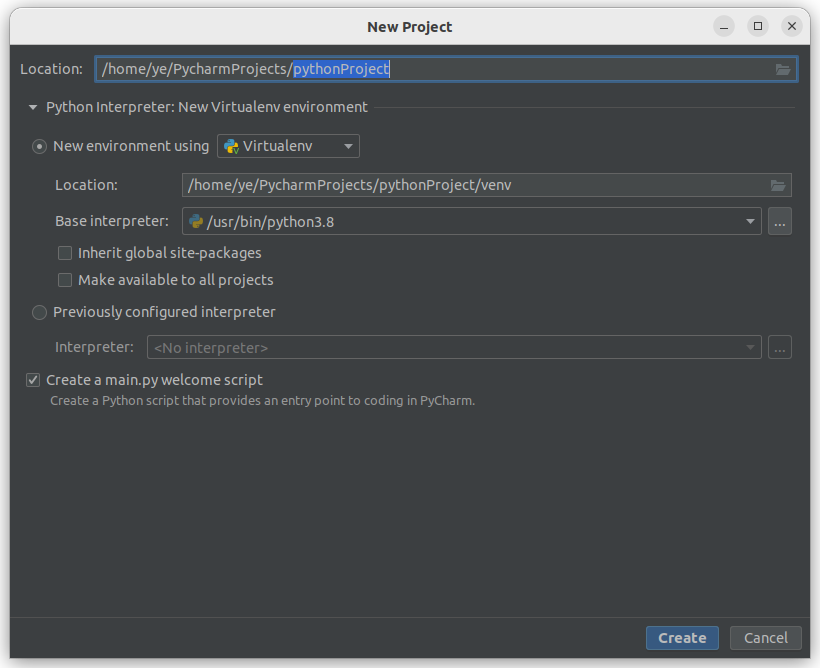 New Project
Location: /home/ye/PycharmProjects/pythonProject
Python Interpreter: New Virtualenv environment
New environment using Virtualenv
Location: /home/ye/PycharmProjects/pythonProject/venv
Base interpreter: /usr/bin/python3.8 ...
Inherit global site-packages
Make available to all projects
Previously configured interpreter
Interpreter: <No interpreter> ...
Create a main.py welcome script
Create a Python script that provides an entry point to coding in PyCharm.
Create Cancel